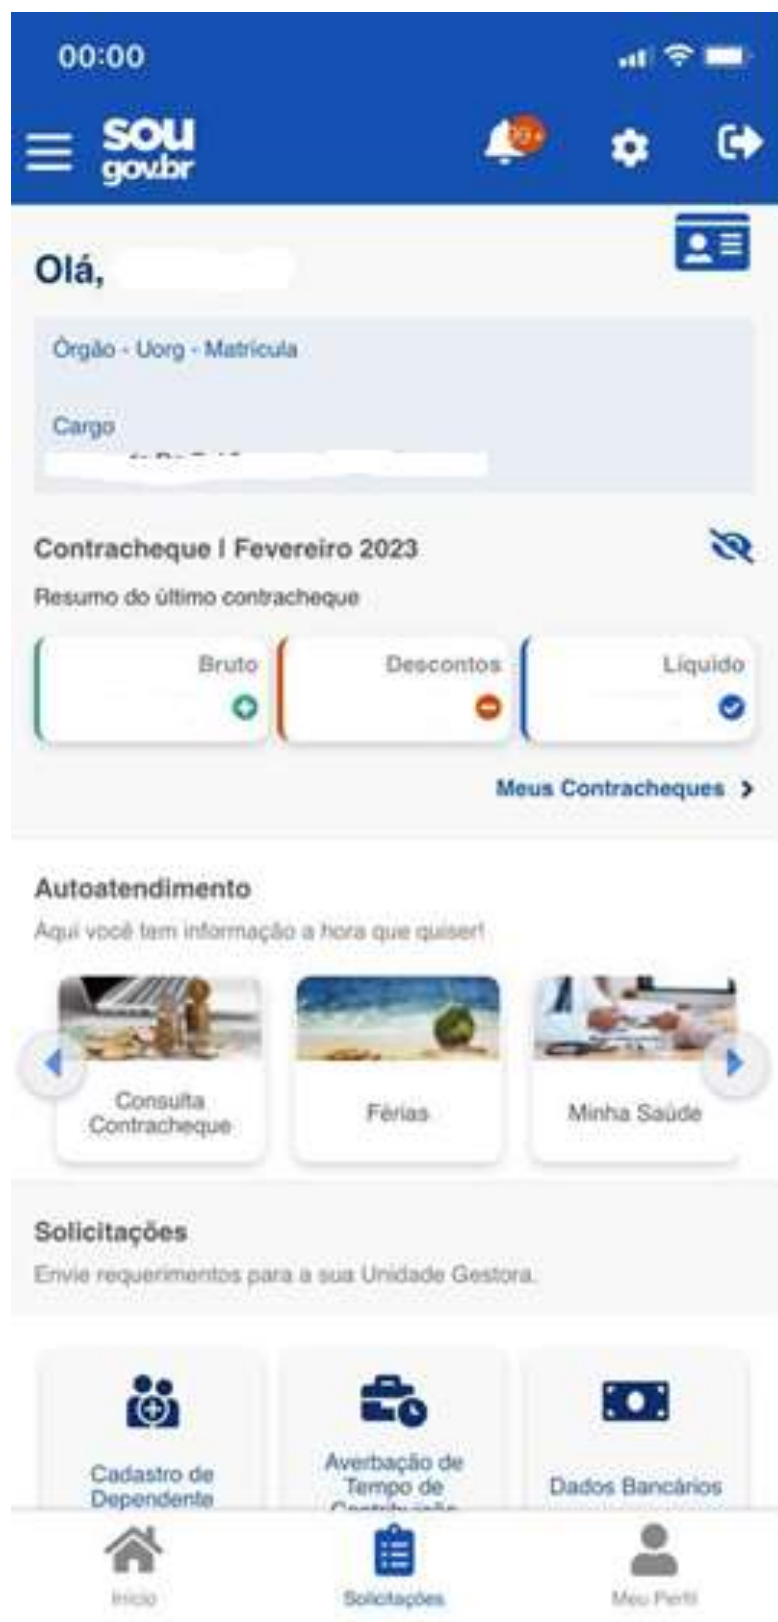 00:00
sou
gov.br
99+
Olá,
Órgão - Uorg - Matrícula
Cargo
Contracheque | Fevereiro 2023
Resumo do último contracheque
Bruto
Descontos
Líquido
Meus Contracheques
Autoatendimento
Aqui você tem informação a hora que quiser!
Consulta
Contracheque
Férias
Minha Saúde
Solicitações
Envie requerimentos para a sua Unidade Gestora.
Cadastro de
Dependente
Averbação de
Tempo de
Contribuição
Dados Bancários
Início
Solicitações
Meu Perfil